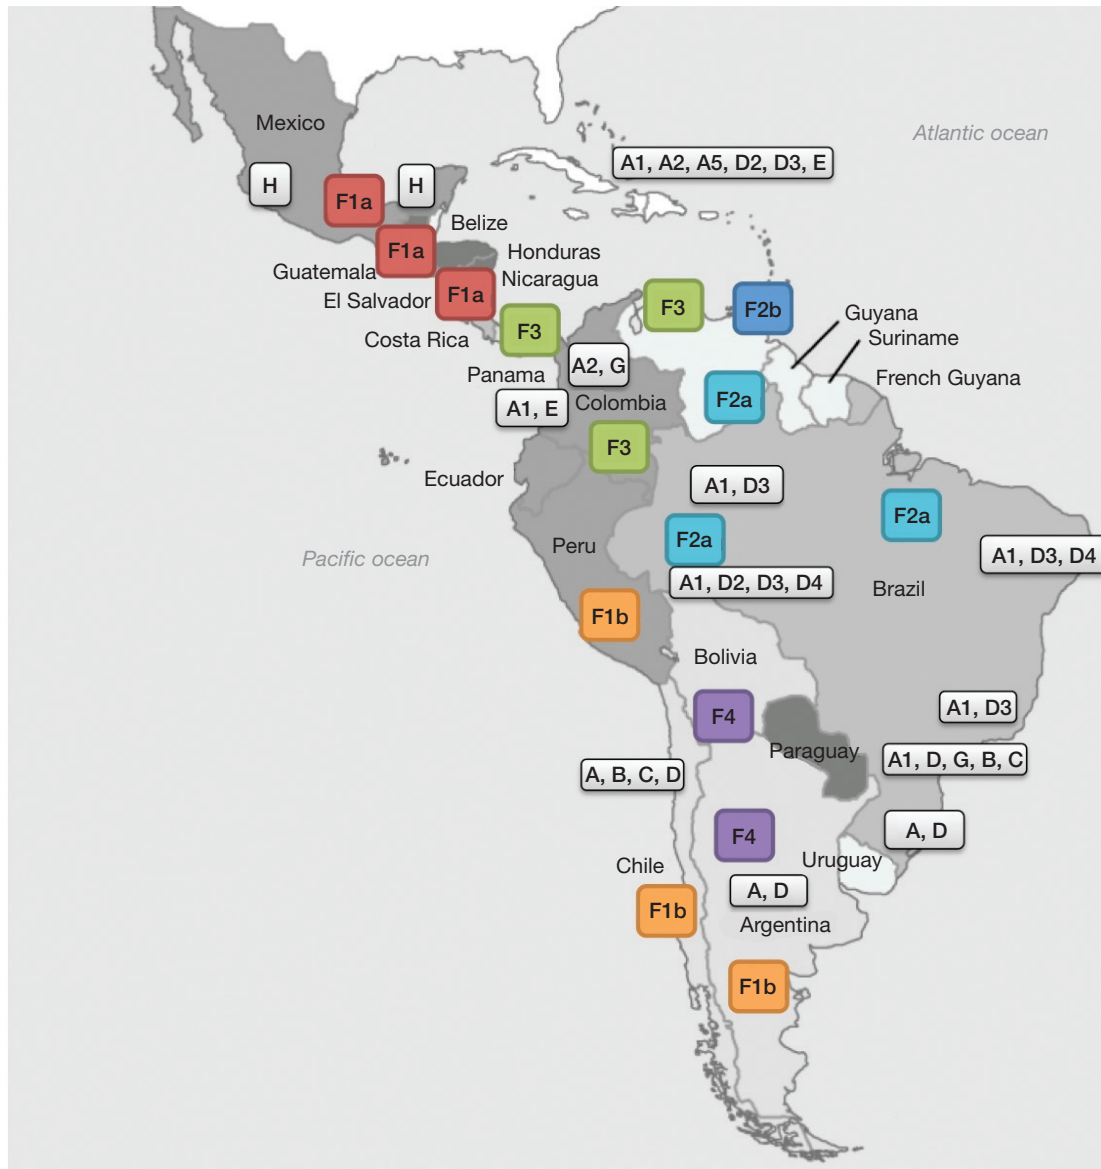 Mexico
Atlantic ocean
A1, A2, A5, D2, D3, E
H
H
F1a
Belize
F1a
Honduras
Guatemala
Nicaragua
El Salvador
F1a
F3
F2b
Guyana
F3
Suriname
Costa Rica
A2, G
Panama
French Guyana
F2a
Colombia
A1, E
F3
Ecuador
A1, D3
F2a
F2a
Peru
Pacific ocean
A1, D3, D4
A1, D2, D3, D4
Brazil
F1b
Bolivia
A1, D3
F4
Paraguay
A1, D, G, B, C
A, B, C, D
A, D
F4
Uruguay
Chile
A, D
F1b
Argentina
F1b